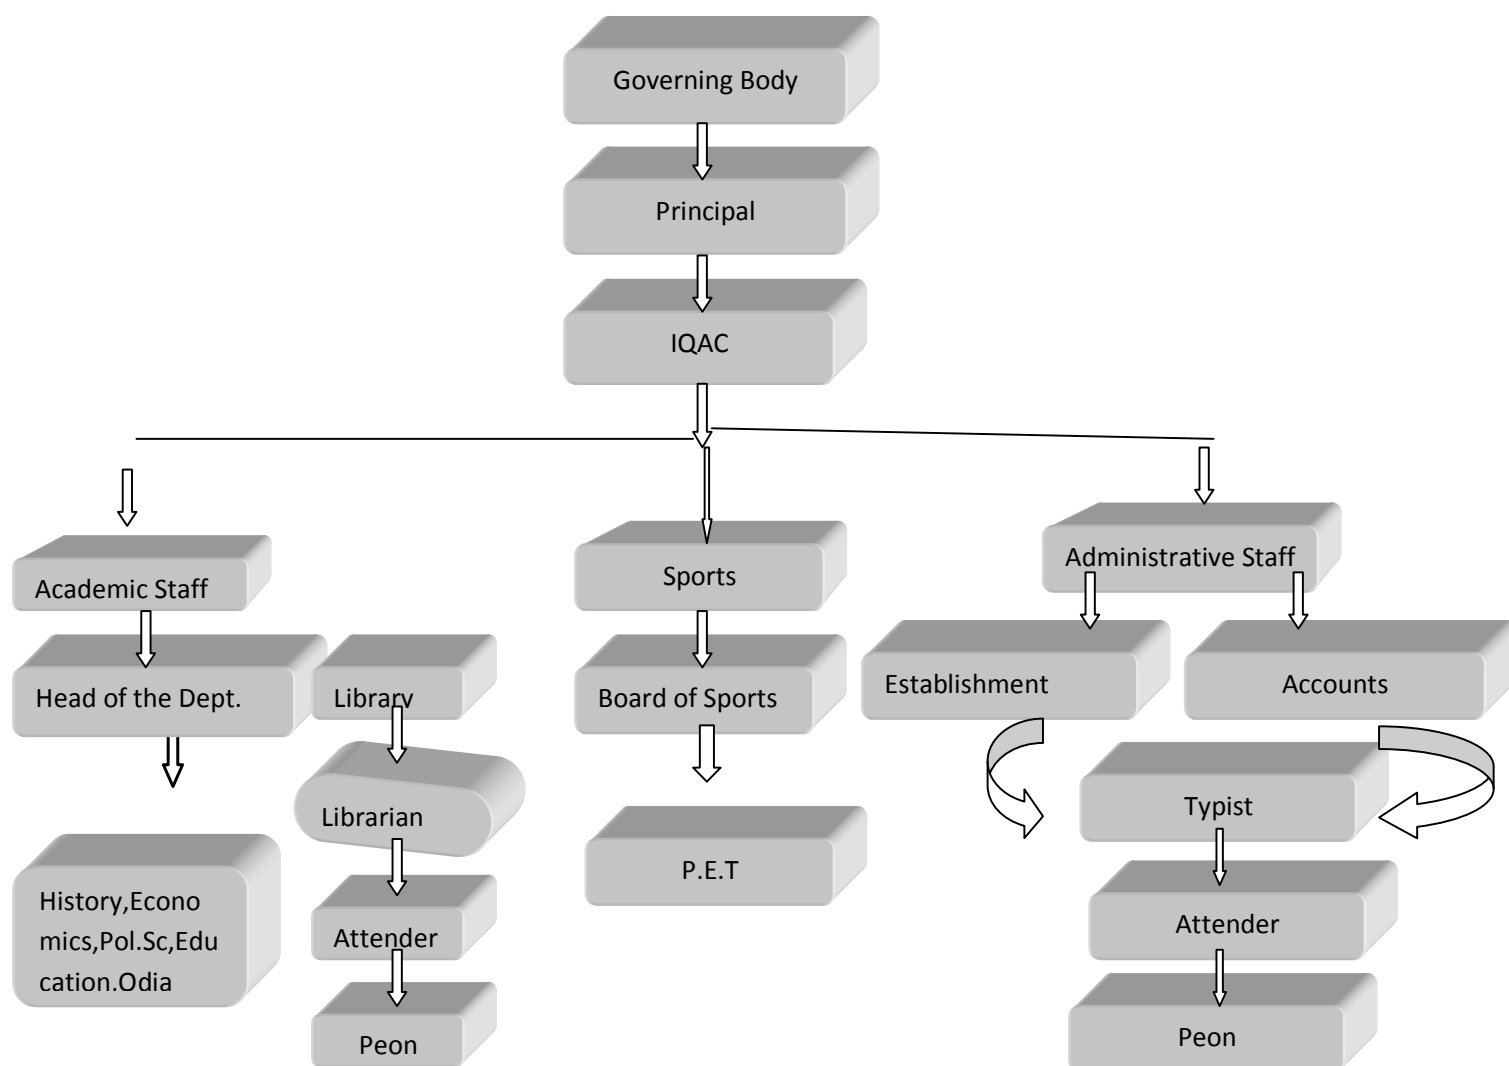 Governing Body
Principal
IQAC
Academic Staff
Sports
Administrative Staff
Head of the Dept.
Library
Board of Sports
Establishment
Accounts
Librarian
Typist
History,Econo
mics,Pol.Sc,Edu
cation.Odia
P.E.T
Attender
Attender
Peon
Peon